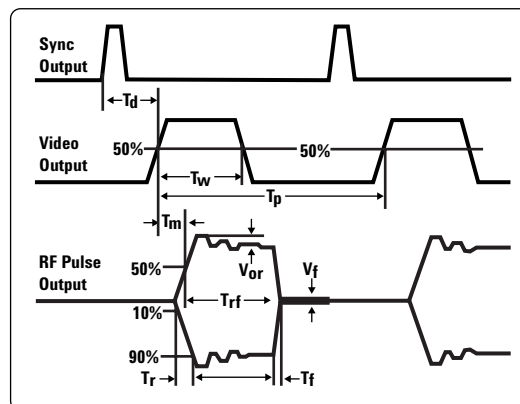 Sync
Output
Td
Video
Output
50%
50%
Tw
Tp
Tm
RF Pulse
Output
50%
Vor
Vf
Trf
10%
90%
Tr
Tf